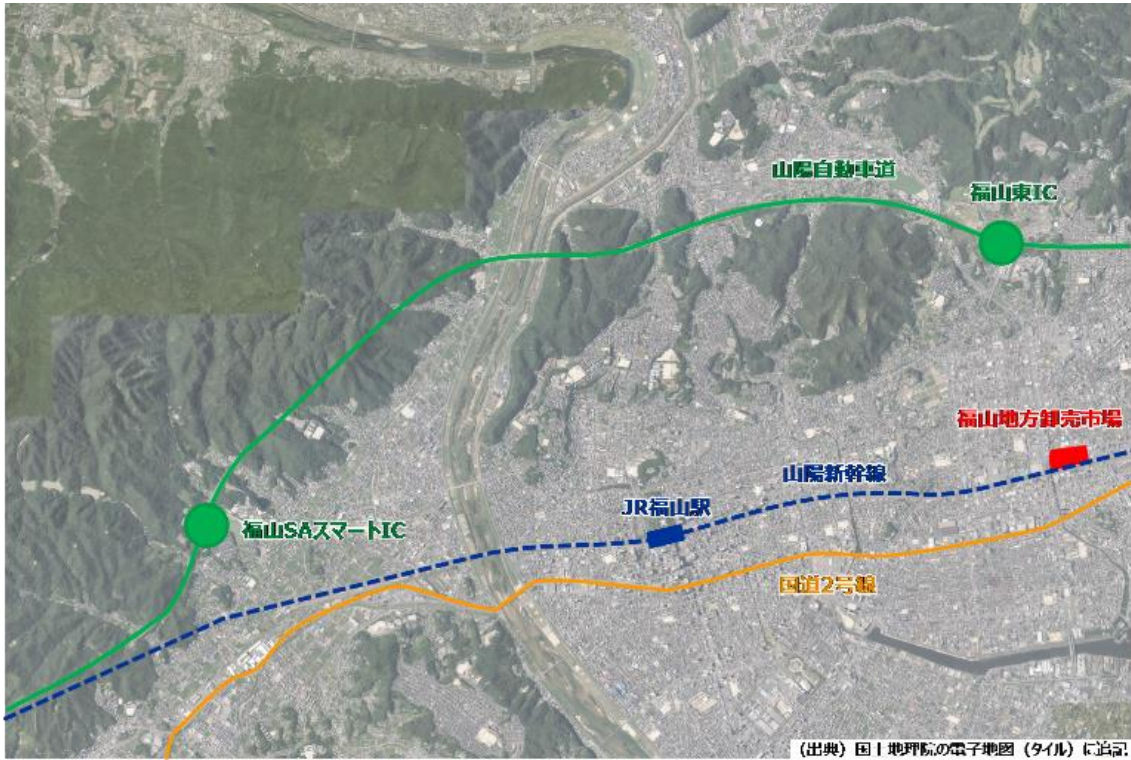 山陽自動車道
福山東IC
福山地方卸売市場
山陽新幹線
JR福山駅
福山SAスマートIC
国道2号線
(出典) 国土地理院の電子地図 (タイル) に追記